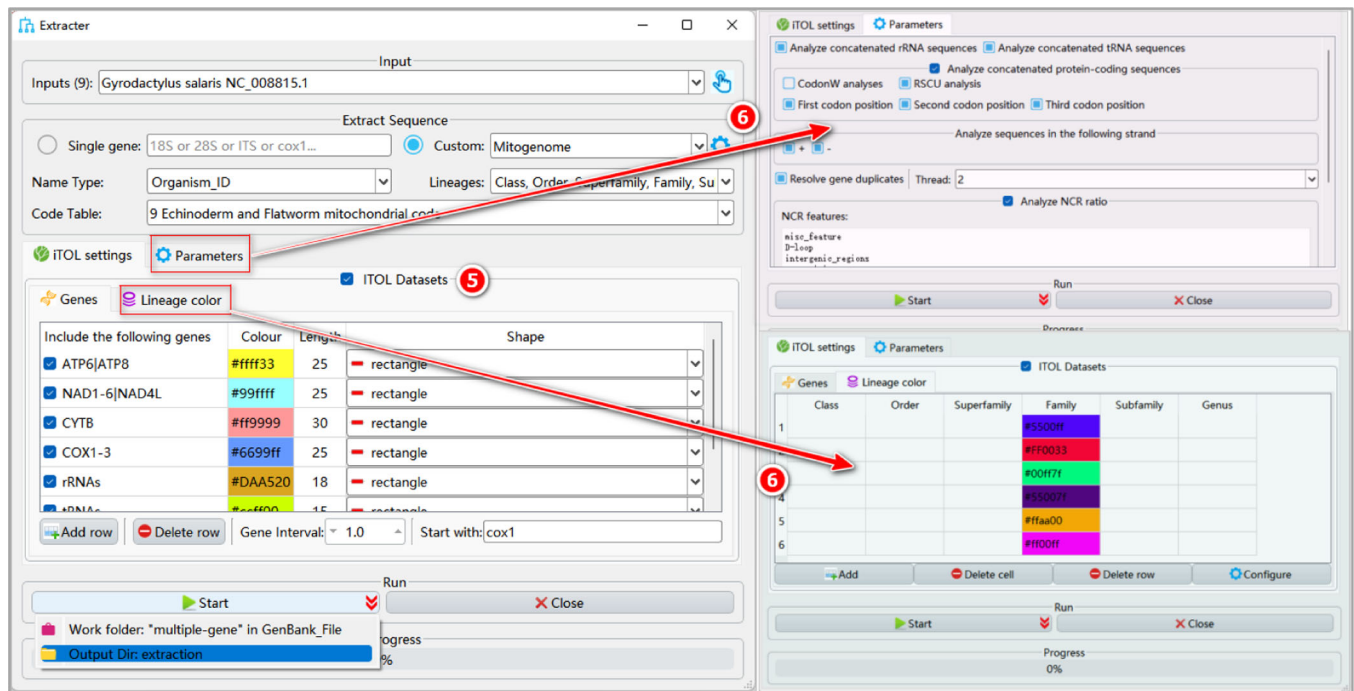 Extracter
Input
Inputs (9): Gyrodactylus salaris NC_008815.1
Extract Sequence
Single gene: 18S or 28S or ITS or cox1... Custom: Mitogenome
Name Type: Organism_ID Lineages: Class, Order, Superfamily, Family, Su
Code Table: 9 Echinoderm and Flatworm mitochondrial code
iTOL settings Parameters
ITOL Datasets 5
Genes Lineage color
Include the following genes Colour Length Shape
ATP6|ATP8 #ffff33 25 rectangle
NAD1-6|NAD4L #99ffff 25 rectangle
CYTB #ff9999 30 rectangle
COX1-3 #6699ff 25 rectangle
rRNAs #DAA520 18 rectangle
tRNAs #ccff00 15 rectangle
Add row Delete row Gene Interval: 1.0 Start with: cox1
Run
Start Close
Work folder: "multiple-gene" in GenBank_File
Output Dir: extraction
rogress
%
6
iTOL settings Parameters
Analyze concatenated rRNA sequences Analyze concatenated tRNA sequences
Analyze concatenated protein-coding sequences
CodonW analyses RSCU analysis
First codon position Second codon position Third codon position
Analyze sequences in the following strand
+ -
Resolve gene duplicates Thread: 2
Analyze NCR ratio
NCR features:
misc_feature
D-loop
intergenic_regions
Run
Start Close
Progress
iTOL settings Parameters
ITOL Datasets
Genes Lineage color
Class Order Superfamily Family Subfamily Genus
1 #5500ff
#FF0033
6
#00ff7f
4 #55007f
5 #ffaa00
6 #ff00ff
Add Delete cell Delete row Configure
Run
Start Close
Progress
0%